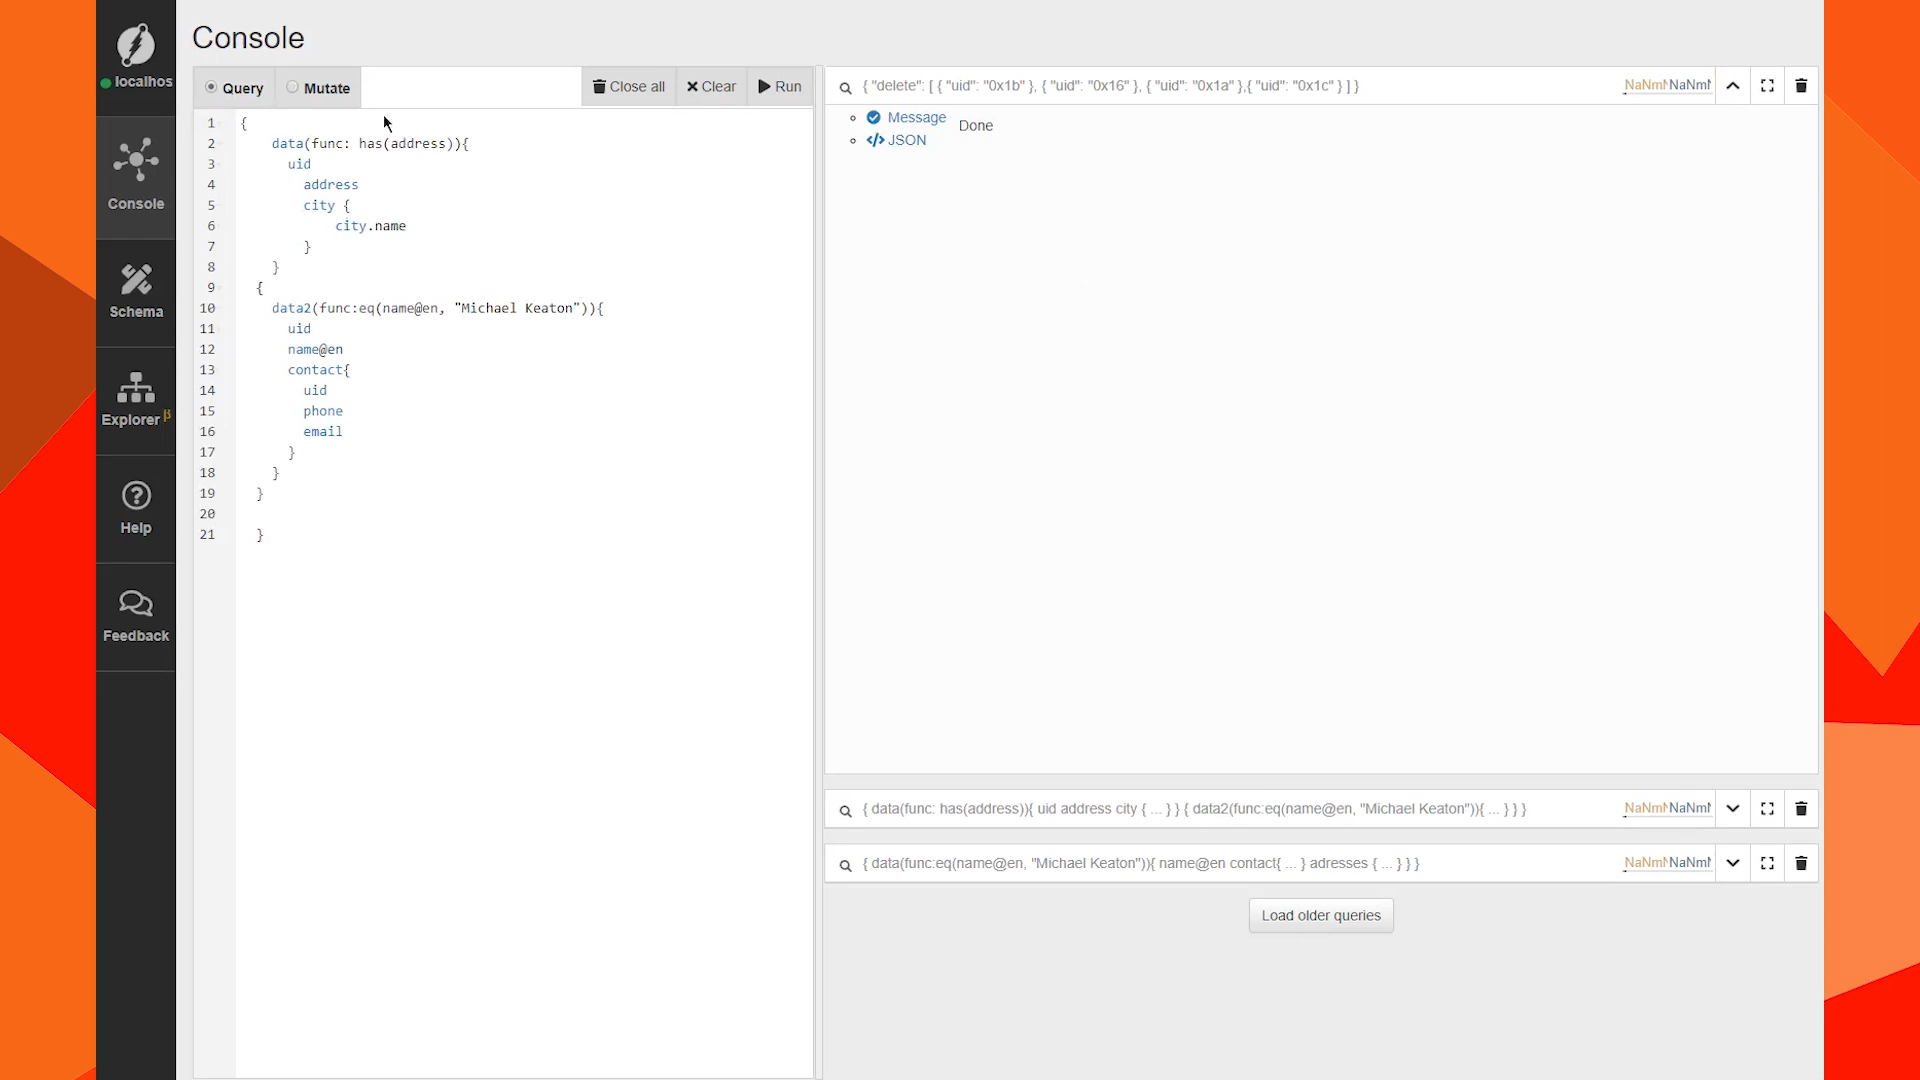 Console
localhos
Console
Schema
Explorer β
Help
Feedback
Query
Mutate
Close all
Clear
Run
1 {
2 data(func: has(address)){
3 uid
4 address
5 city {
6 city.name
7 }
8 }
9 {
10 data2(func:eq(name@en, "Michael Keaton")){
11 uid
12 name@en
13 contact{
14 uid
15 phone
16 email
17 }
18 }
19 }
20
21 }
{ "delete": [ { "uid": "0x1b" }, { "uid": "0x16" }, { "uid": "0x1a" },{ "uid": "0x1c" } ] }
Message
JSON
Done
{ data(func: has(address)){ uid address city { ... } } { data2(func:eq(name@en, "Michael Keaton")){ ... } } }
{ data(func:eq(name@en, "Michael Keaton")){ name@en contact{ ... } adresses { ... } } }
Load older queries